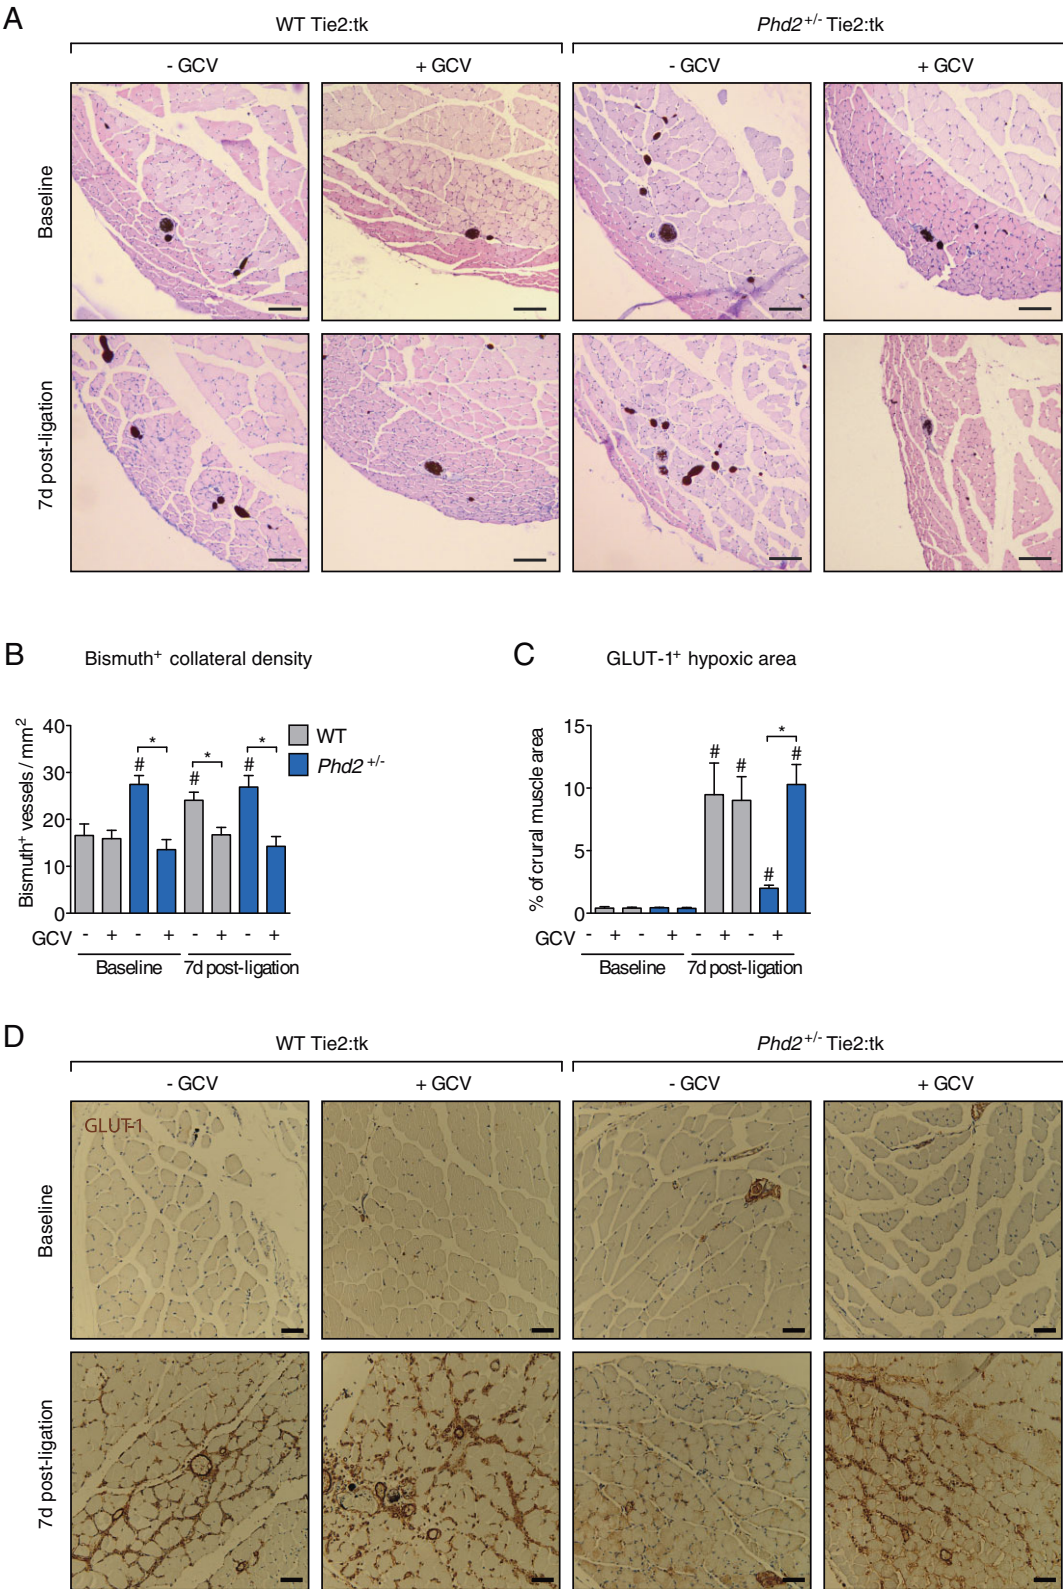 A
WT Tie2:tk
Phd2+/- Tie2:tk
- GCV
+ GCV
- GCV
+ GCV
Baseline
7d post-ligation
B
Bismuth+ collateral density
Bismuth+ vessels / mm2
40
30
20
10
0
# * * # # *
WT
Phd2+/-
GCV - + - + - + - +
Baseline 7d post-ligation
C
GLUT-1+ hypoxic area
% of crural muscle area
15
10
5
0
# # # * #
GCV - + - + - + - +
Baseline 7d post-ligation
D
WT Tie2:tk
Phd2+/- Tie2:tk
- GCV
+ GCV
- GCV
+ GCV
Baseline
GLUT-1
7d post-ligation